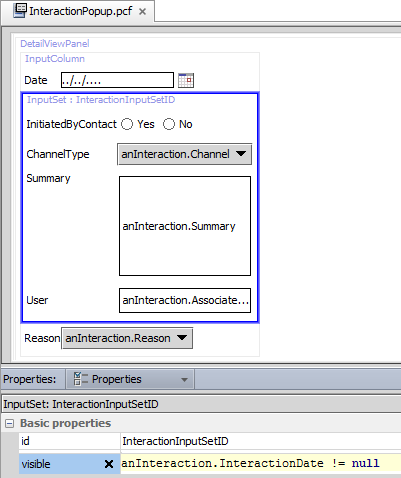 InteractionPopup.pcf ×
DetailViewPanel
InputColumn
Date ../../....
InputSet : InteractionInputSetID
InitiatedByContact Yes No
ChannelType anInteraction.Channel
Summary
anInteraction.Summary
User anInteraction.Associate...
Reason anInteraction.Reason
Properties: Properties
InputSet: InteractionInputSetID
Basic properties
id InteractionInputSetID
visible anInteraction.InteractionDate != null